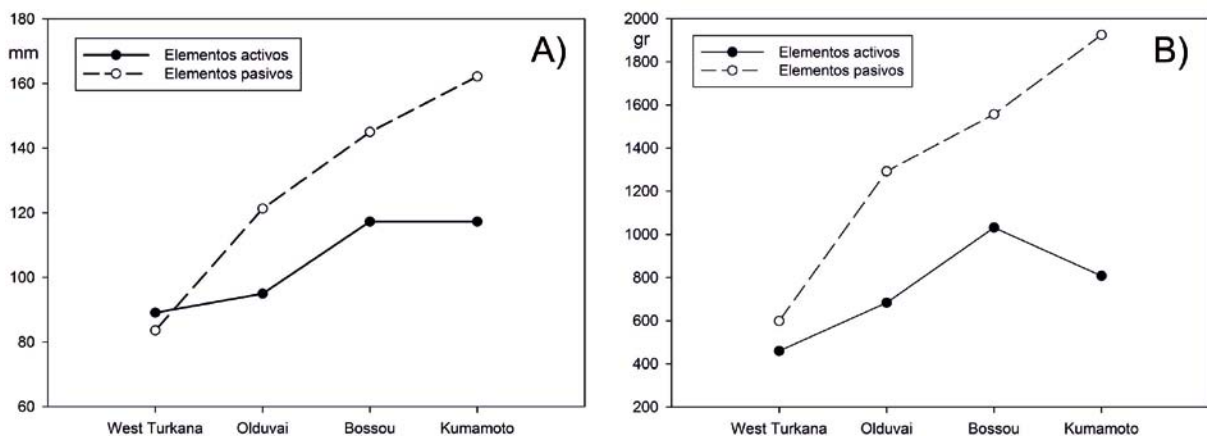 180
mm
160
140
120
100
80
60
Elementos activos
Elementos pasivos
A)
West Turkana Olduvai Bossou Kumamoto
2000
gr
1800
1600
1400
1200
1000
800
600
400
200
Elementos activos
Elementos pasivos
B)
West Turkana Olduvai Bossou Kumamoto